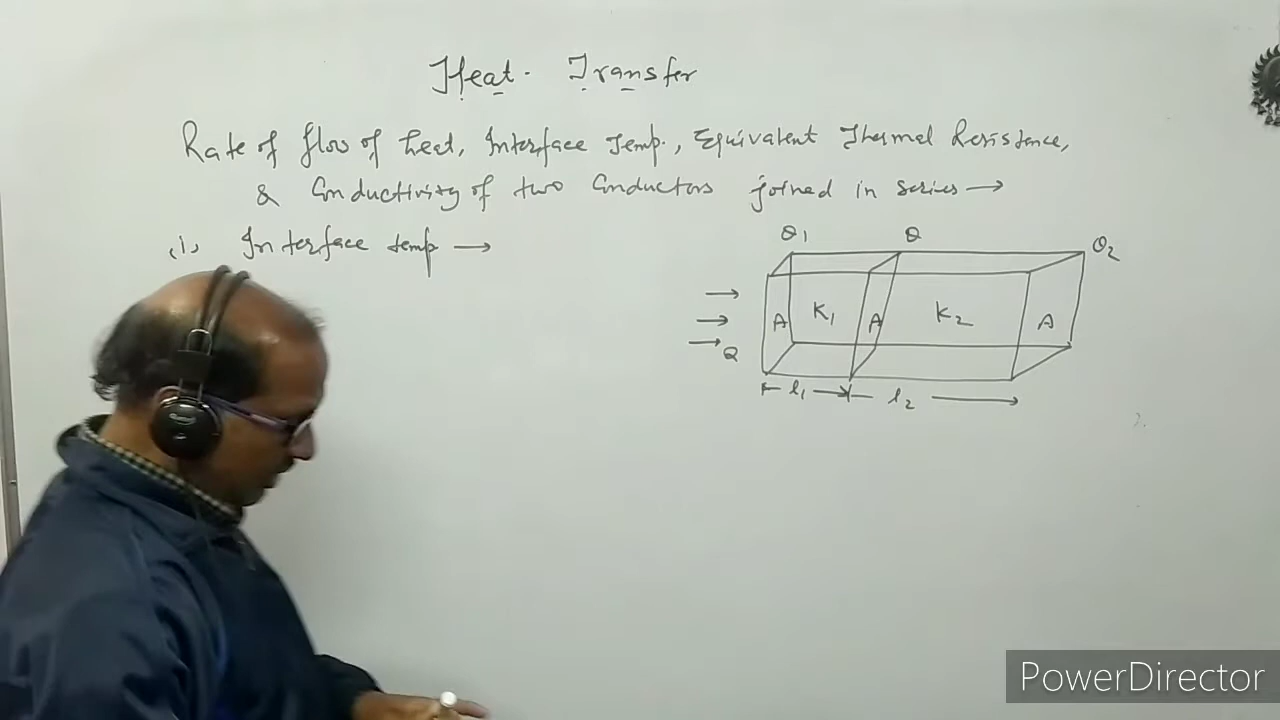 Heat Transfer
Rate of flow of heat, Interface Temp., Equivalent Thermal Resistence,
& Conductivity of two Conductors joined in series →
(1) Interface temp →
θ1 θ θ2
A K1 A K2 A
Q
l1 l2
PowerDirector